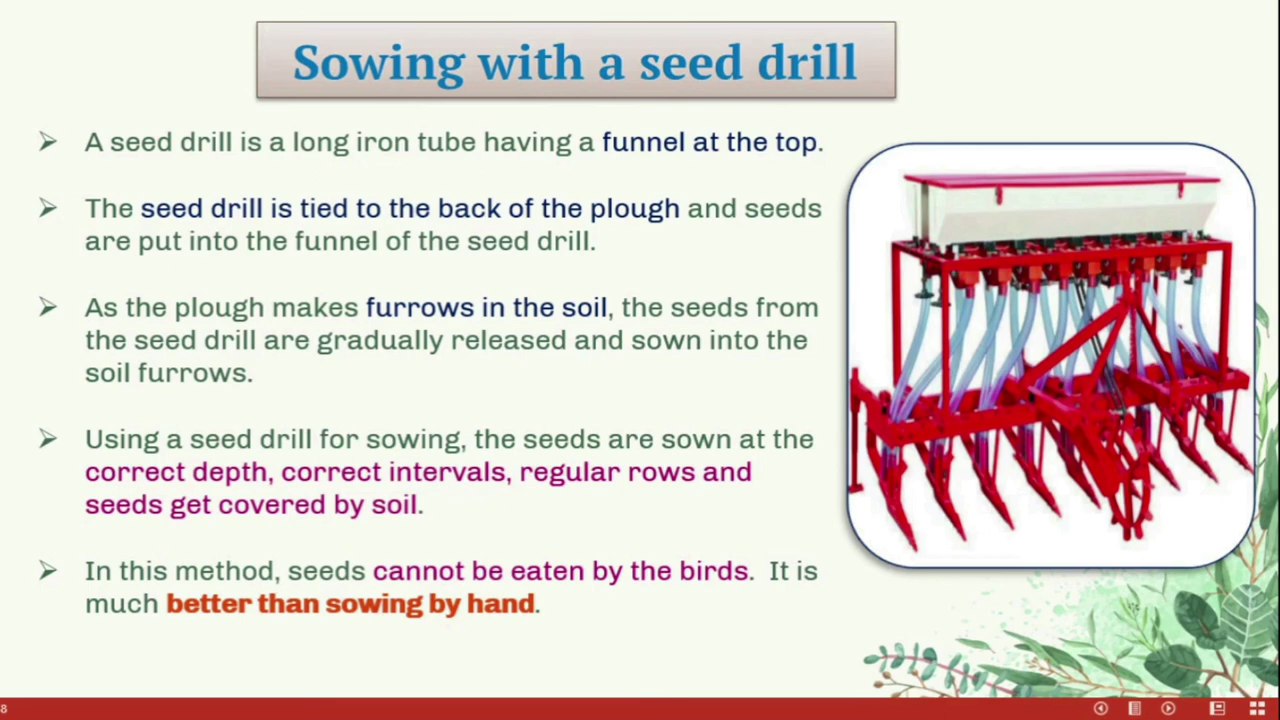 Sowing with a seed drill
➢ A seed drill is a long iron tube having a funnel at the top.
➢ The seed drill is tied to the back of the plough and seeds
are put into the funnel of the seed drill.
➢ As the plough makes furrows in the soil, the seeds from
the seed drill are gradually released and sown into the
soil furrows.
➢ Using a seed drill for sowing, the seeds are sown at the
correct depth, correct intervals, regular rows and
seeds get covered by soil.
➢ In this method, seeds cannot be eaten by the birds. It is
much better than sowing by hand.
8